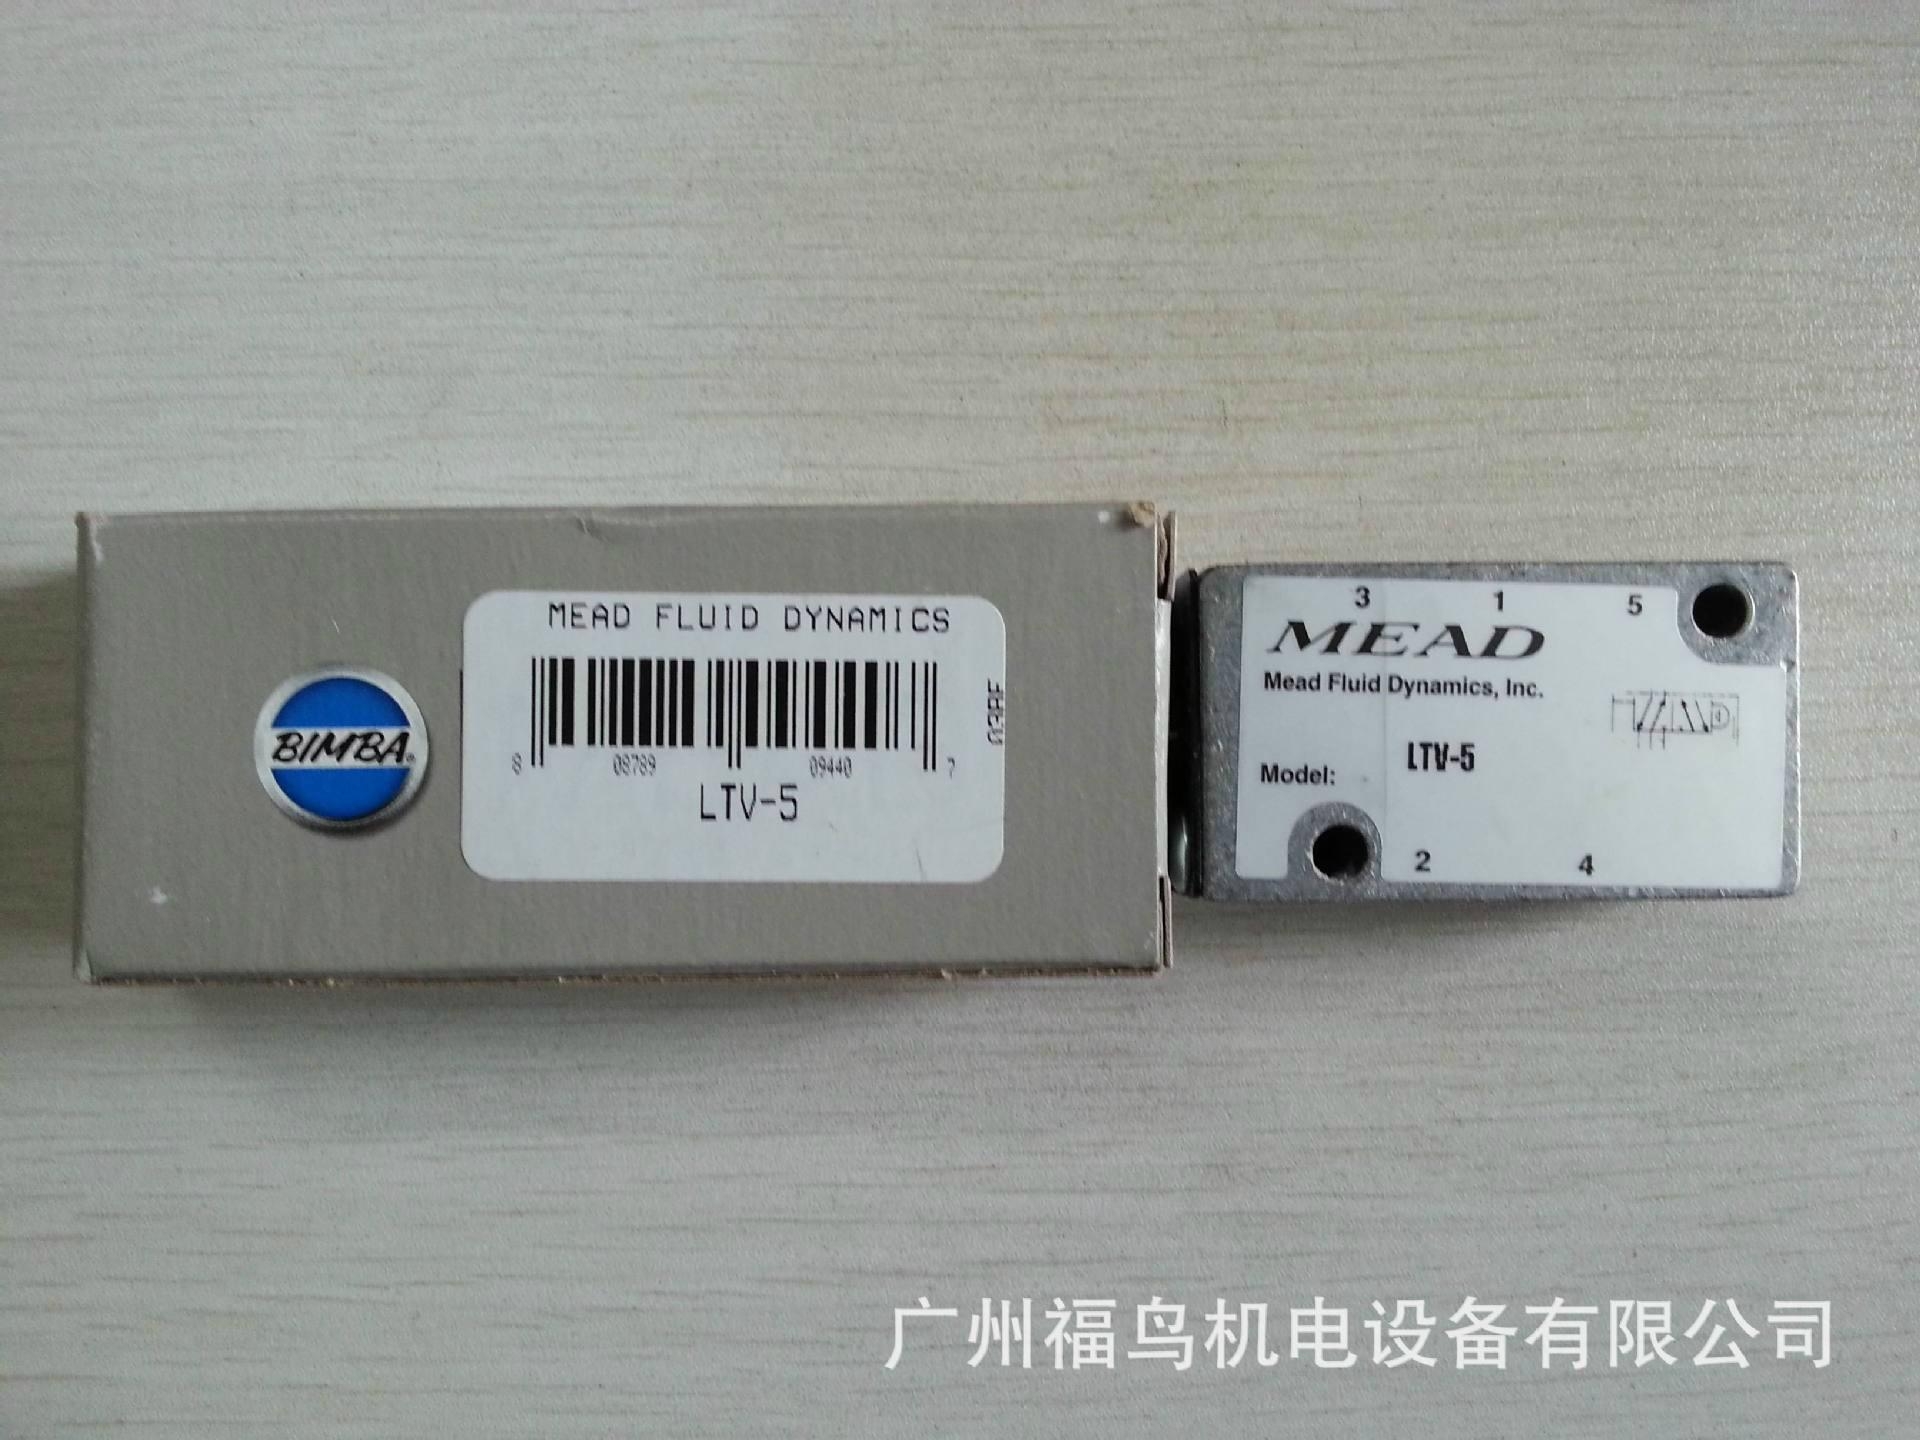 MEAD FLUID DYNAMICS
8 08789 09440 7
LTV-5
03AF
BIMBA
3 1 5
MEAD
Mead Fluid Dynamics, Inc.
Model: LTV-5
2 4
广州福鸟机电设备有限公司